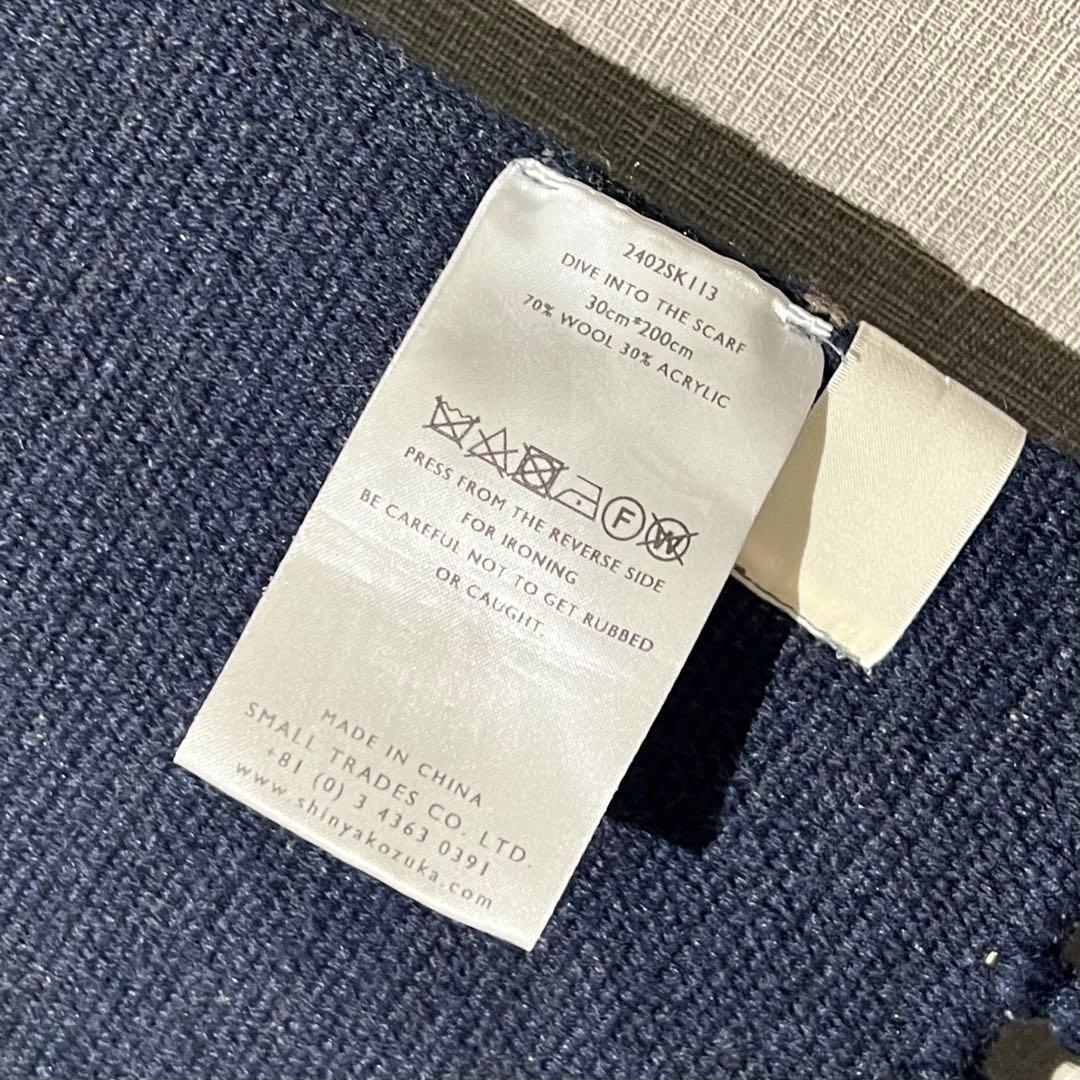 2402SK113
DIVE INTO THE SCARF
30cm*200cm
70% WOOL 30% ACRYLIC
F W
PRESS FROM THE REVERSE SIDE
FOR IRONING
BE CAREFUL NOT TO GET RUBBED
OR CAUGHT.
MADE IN CHINA
SMALL TRADES CO. LTD.
+81 (0) 3 4363 0391
www.shinyakozuka.com